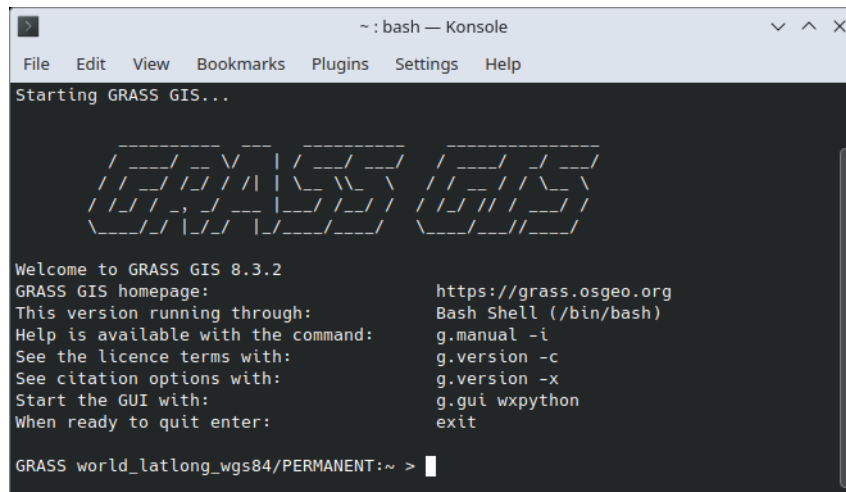 ~ : bash — Konsole
File Edit View Bookmarks Plugins Settings Help
Starting GRASS GIS...
GRASS GIS
Welcome to GRASS GIS 8.3.2
GRASS GIS homepage: https://grass.osgeo.org
This version running through: Bash Shell (/bin/bash)
Help is available with the command: g.manual -i
See the licence terms with: g.version -c
See citation options with: g.version -x
Start the GUI with: g.gui wxpython
When ready to quit enter: exit
GRASS world_latlong_wgs84/PERMANENT:~ >